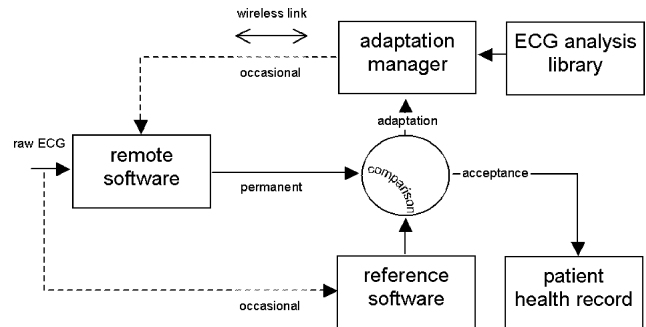 wireless link
adaptation
manager
ECG analysis
library
occasional
adaptation
raw ECG
remote
software
permanent
comparison
acceptance
reference
software
patient
health record
occasional